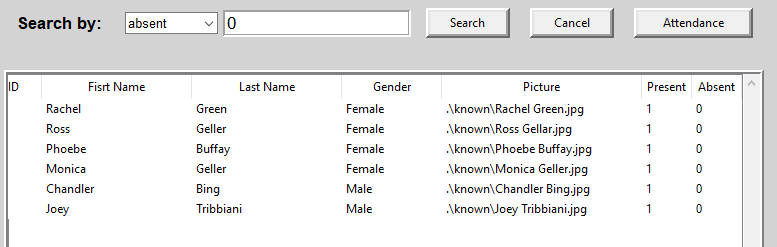 Search by: absent 0 Search Cancel Attendance
ID Fisrt Name Last Name Gender Picture Present Absent
Rachel Green Female .\known\Rachel Green.jpg 1 0
Ross Geller Female .\known\Ross Gellar.jpg 1 0
Phoebe Buffay Female .\known\Phoebe Buffay.jpg 1 0
Monica Geller Female .\known\Monica Geller.jpg 1 0
Chandler Bing Male .\known\Chandler Bing.jpg 1 0
Joey Tribbiani Male .\known\Joey Tribbiani.jpg 1 0